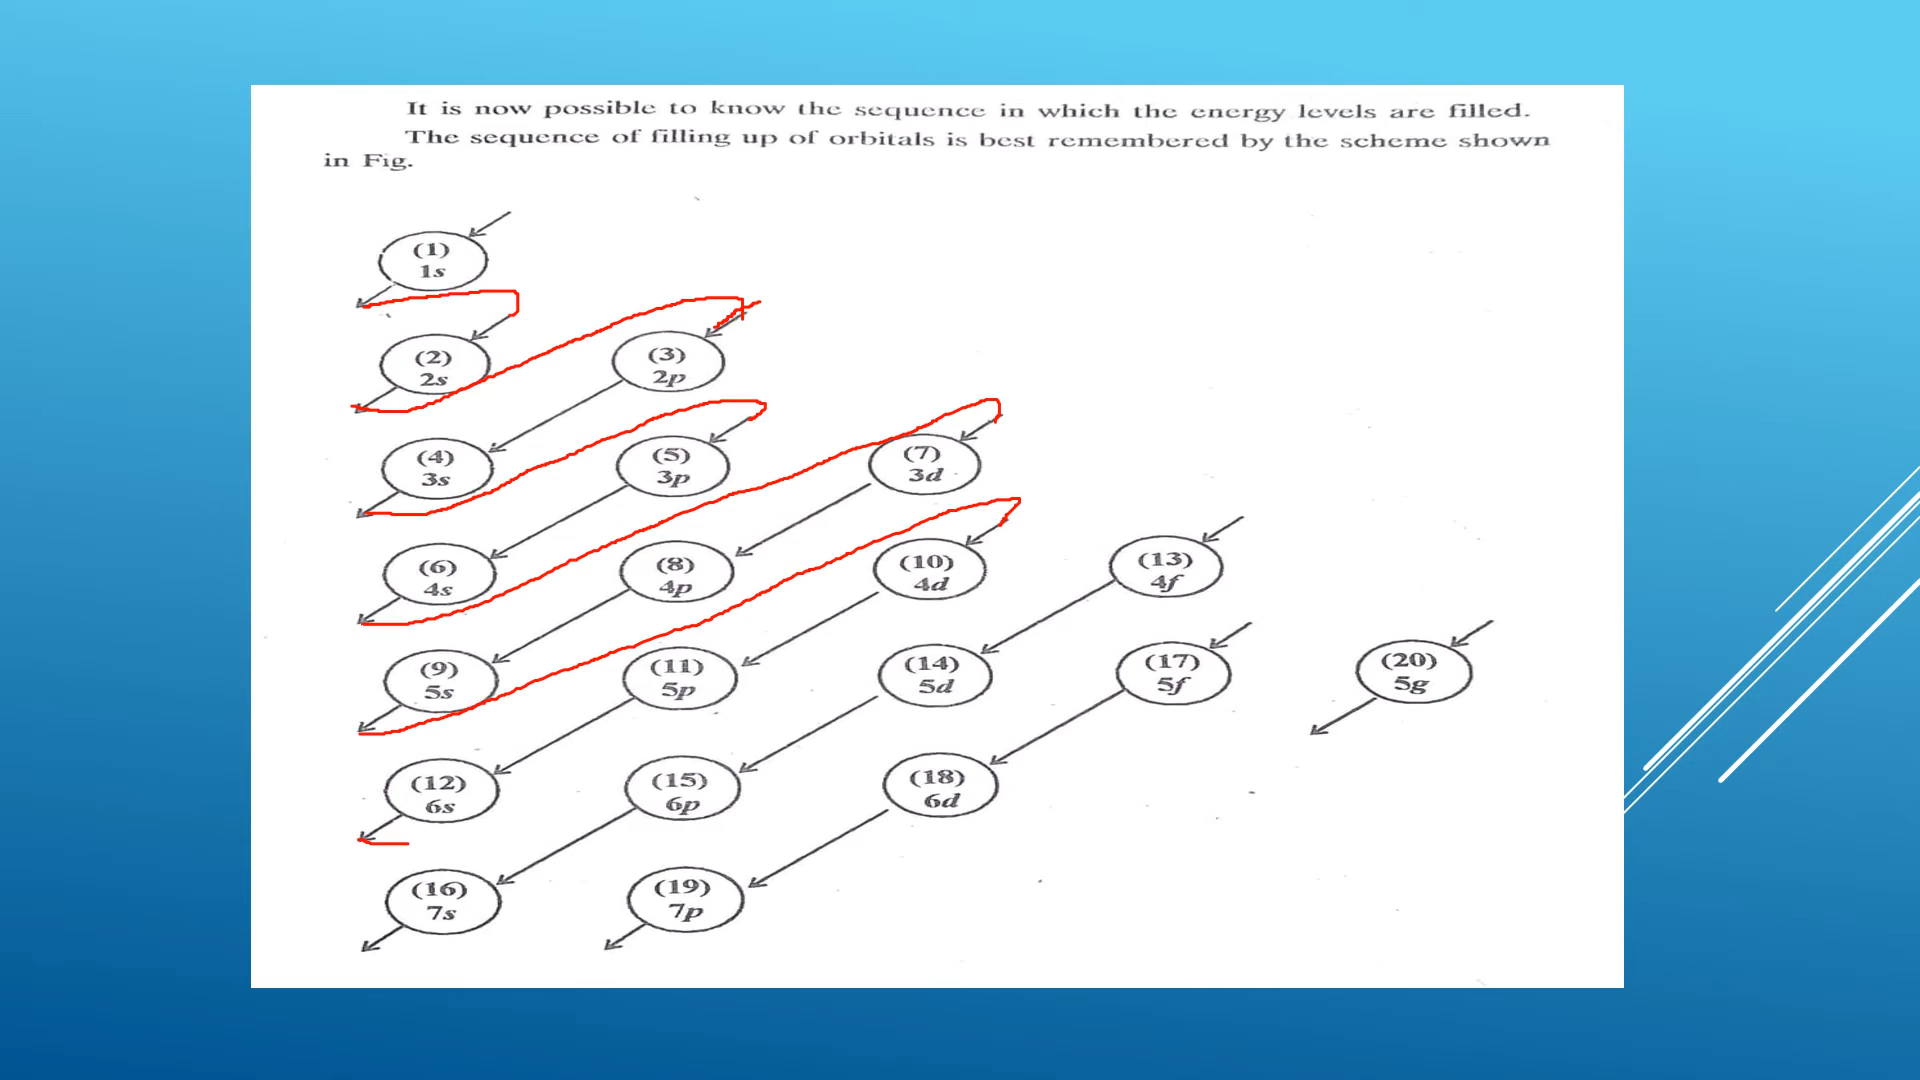 It is now possible to know the sequence in which the energy levels are filled.
The sequence of filling up of orbitals is best remembered by the scheme shown
in Fig.
(1)
1s
(2)
2s
(3)
2p
(4)
3s
(5)
3p
(7)
3d
(6)
4s
(8)
4p
(10)
4d
(13)
4f
(9)
5s
(11)
5p
(14)
5d
(17)
5f
(20)
5g
(12)
6s
(15)
6p
(18)
6d
(16)
7s
(19)
7p